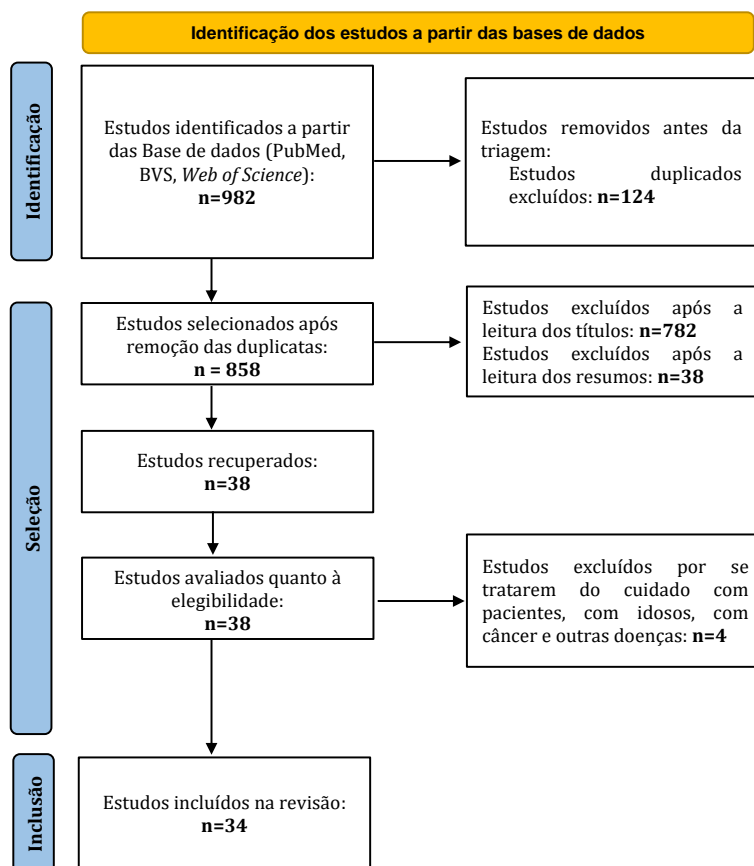 Identificação dos estudos a partir das bases de dados
Identificação
Estudos identificados a partir
das Base de dados (PubMed,
BVS, Web of Science):
n=982
Estudos removidos antes da
triagem:
Estudos duplicados
excluídos: n=124
Seleção
Estudos selecionados após
remoção das duplicatas:
n = 858
Estudos excluídos após a
leitura dos títulos: n=782
Estudos excluídos após a
leitura dos resumos: n=38
Estudos recuperados:
n=38
Estudos avaliados quanto à
elegibilidade:
n=38
Estudos excluídos por se
tratarem do cuidado com
pacientes, com idosos, com
câncer e outras doenças: n=4
Inclusão
Estudos incluídos na revisão:
n=34